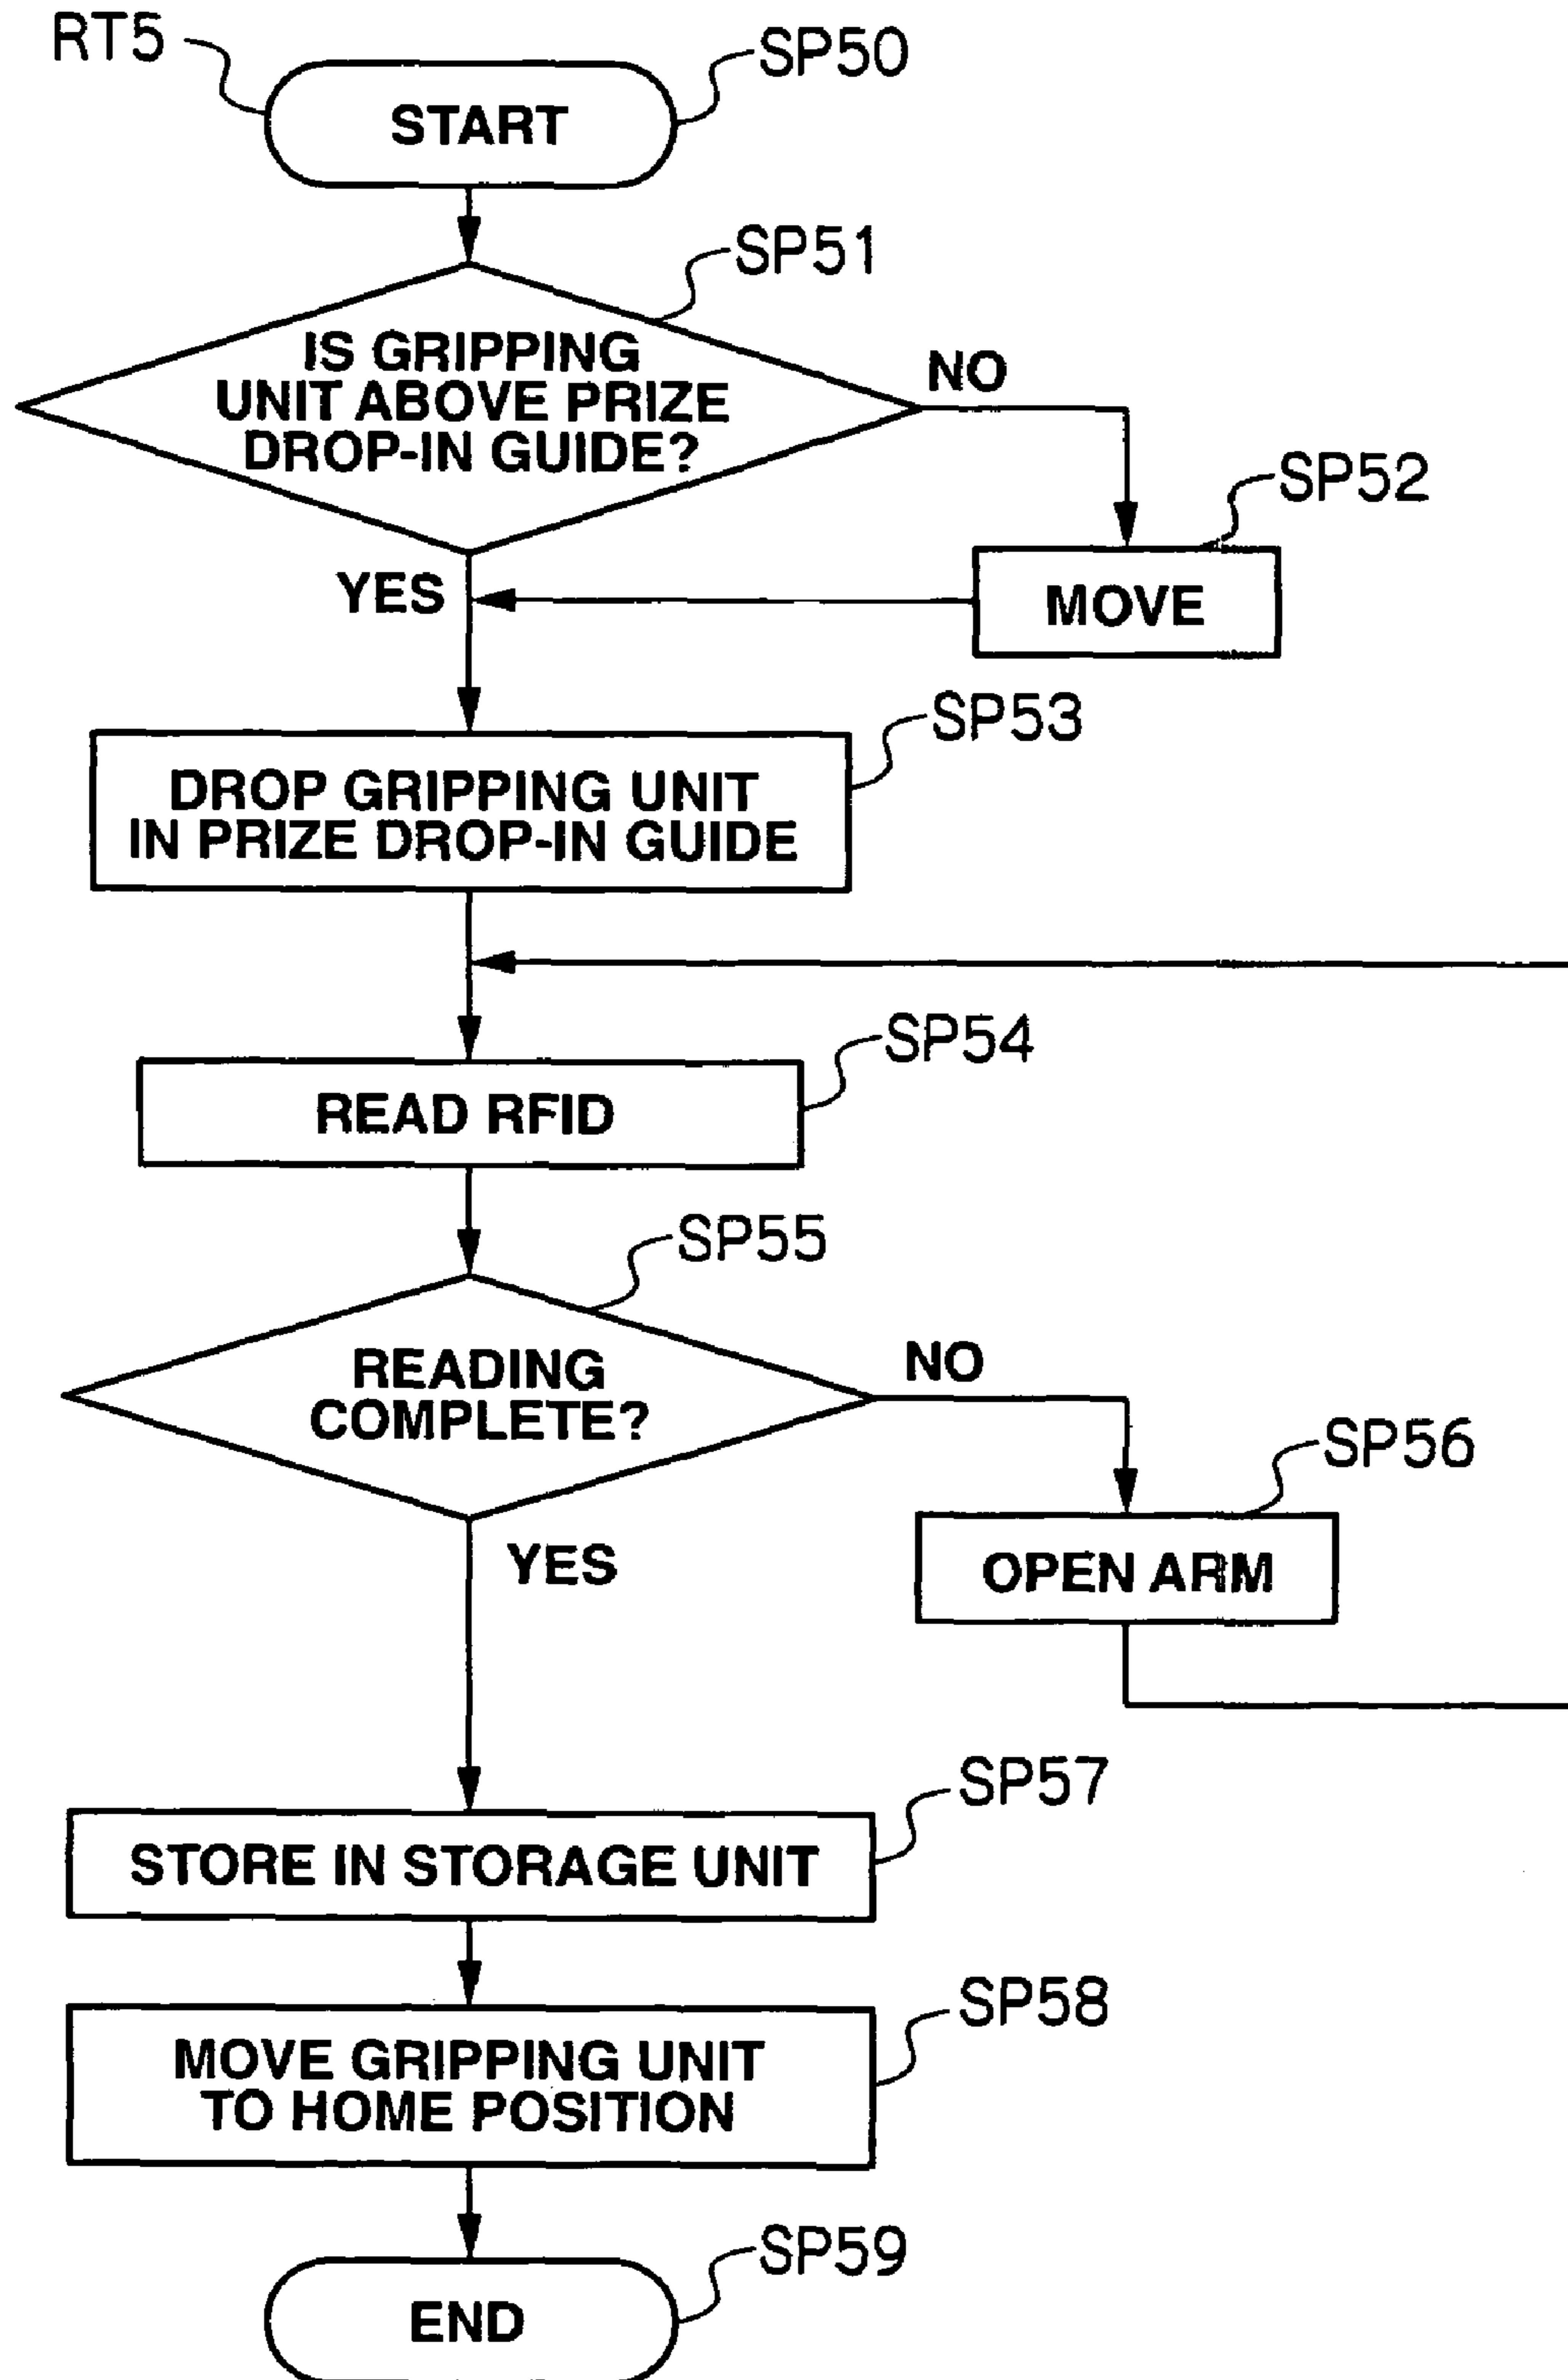 RT5
SP50
START
SP51
IS GRIPPING
UNIT ABOVE PRIZE
DROP-IN GUIDE?
NO
SP52
YES
MOVE
SP53
DROP GRIPPING UNIT
IN PRIZE DROP-IN GUIDE
SP54
READ RFID
SP55
READING
COMPLETE?
NO
SP56
YES
OPEN ARM
SP57
STORE IN STORAGE UNIT
SP58
MOVE GRIPPING UNIT
TO HOME POSITION
SP59
END